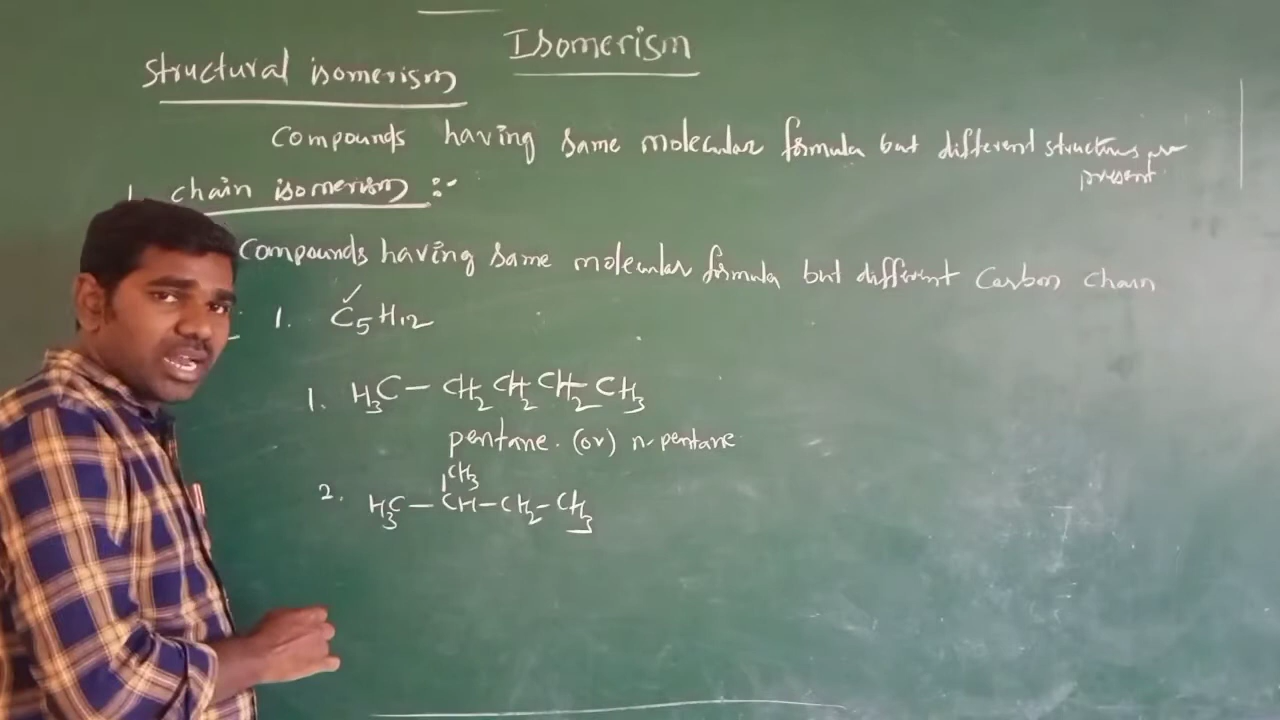 Isomerism
Structural isomerism
Compounds having same molecular formula but different structures are
present.
1. chain isomerism :-
Compounds having same molecular formula but different Carbon chain
1. C5H12
1. H3C - CH2 CH2 CH2 CH3
pentane. (or) n-pentane
CH3
2. H3C - CH - CH2 - CH3